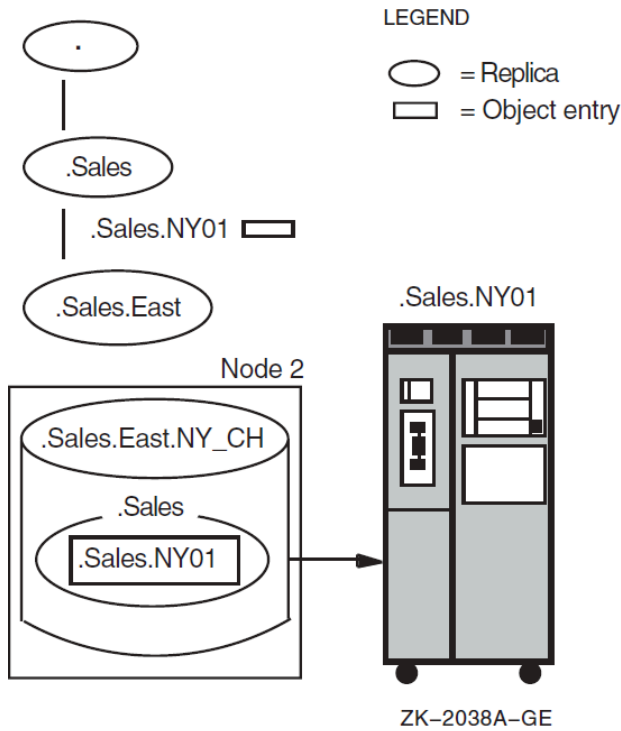 LEGEND
.
= Replica
= Object entry
.Sales
.Sales.NY01
.Sales.East
.Sales.NY01
Node 2
.Sales.East.NY_CH
.Sales
.Sales.NY01
ZK–2038A–GE